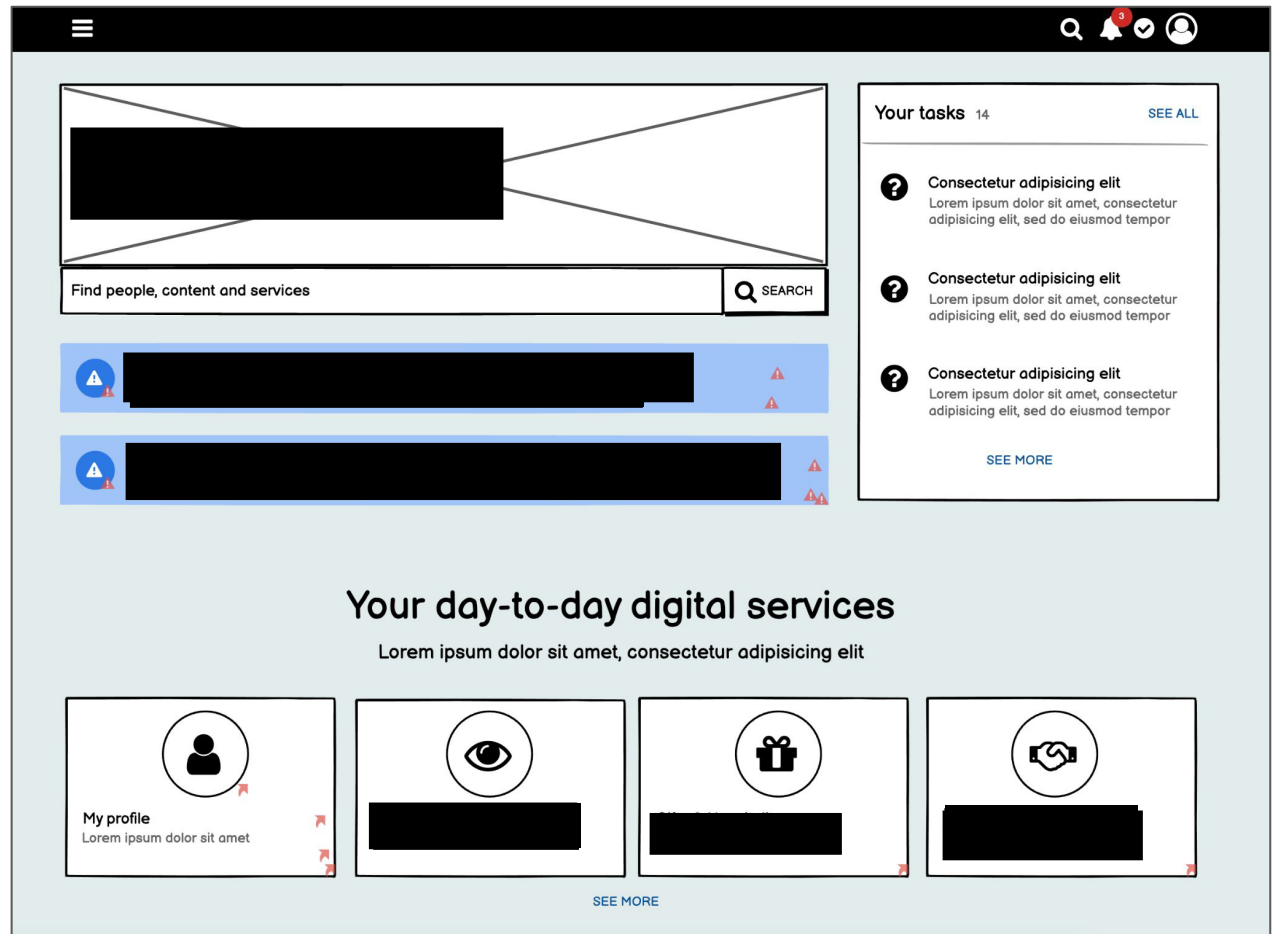 3
Find people, content and services
SEARCH
Your tasks 14
SEE ALL
Consectetur adipisicing elit
Lorem ipsum dolor sit amet, consectetur
adipisicing elit, sed do eiusmod tempor
Consectetur adipisicing elit
Lorem ipsum dolor sit amet, consectetur
adipisicing elit, sed do eiusmod tempor
Consectetur adipisicing elit
Lorem ipsum dolor sit amet, consectetur
adipisicing elit, sed do eiusmod tempor
SEE MORE
Your day-to-day digital services
Lorem ipsum dolor sit amet, consectetur adipisicing elit
My profile
Lorem ipsum dolor sit amet
SEE MORE